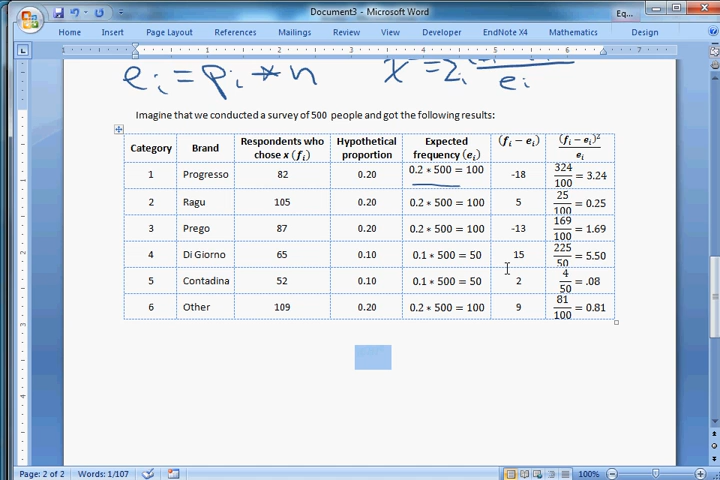 Document3 - Microsoft Word
Eq...
Home Insert Page Layout References Mailings Review View Developer EndNote X4 Mathematics Design
e i = p i * n
e i
Imagine that we conducted a survey of 500 people and got the following results:
Category Brand Respondents who chose x (fᵢ) Hypothetical proportion Expected frequency (eᵢ) (fᵢ − eᵢ) (fᵢ − eᵢ)²/eᵢ
1 Progresso 82 0.20 0.2 * 500 = 100 -18 324/100 = 3.24
2 Ragu 105 0.20 0.2 * 500 = 100 5 25/100 = 0.25
3 Prego 87 0.20 0.2 * 500 = 100 -13 169/100 = 1.69
4 Di Giorno 65 0.10 0.1 * 500 = 50 15 225/50 = 5.50
5 Contadina 52 0.10 0.1 * 500 = 50 2 4/50 = .08
6 Other 109 0.20 0.2 * 500 = 100 9 81/100 = 0.81
Page: 2 of 2 Words: 1/107 100%